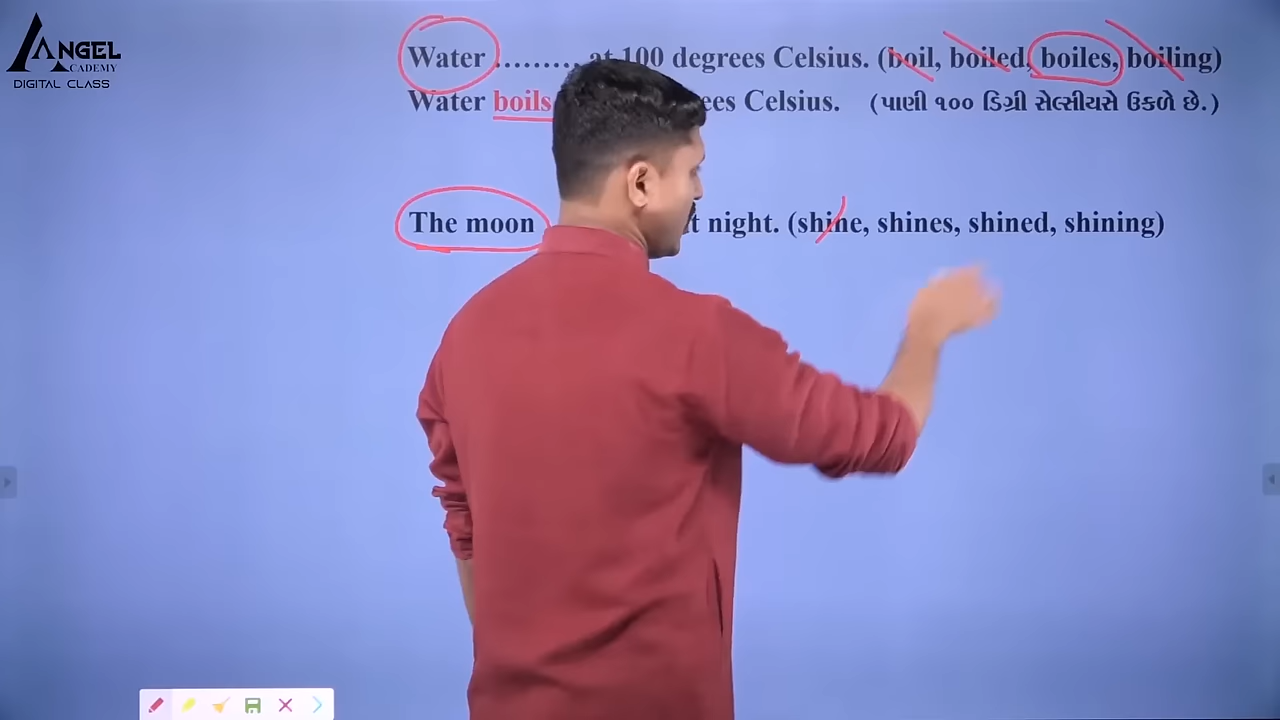 ANGEL
ACADEMY
DIGITAL CLASS
Water ......... at 100 degrees Celsius. (boil, boiled, boiles, boiling)
Water boils Celsius. (પાણી ૧૦૦ ડિગ્રી સેલ્સીયસે ઉકળે છે.)
The moon night. (shine, shines, shined, shining)